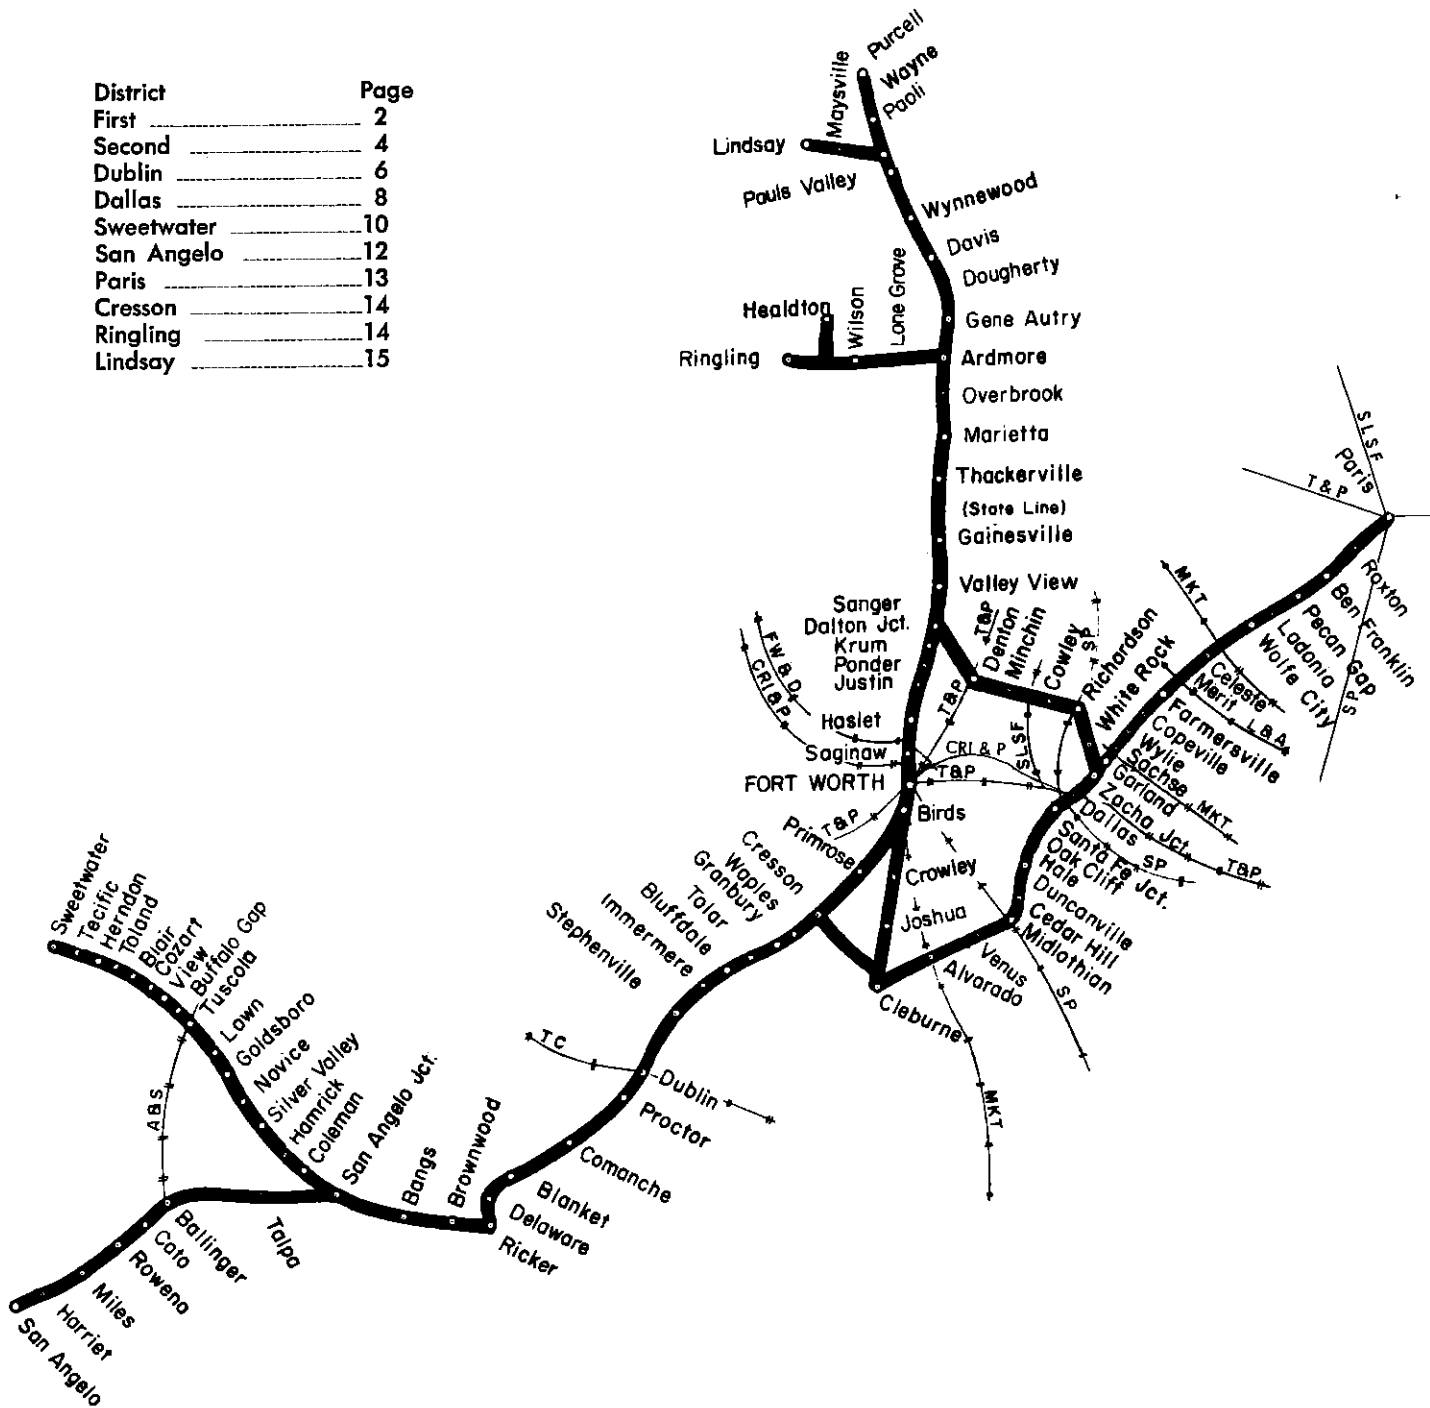 District Page
First 2
Second 4
Dublin 6
Dallas 8
Sweetwater 10
San Angelo 12
Paris 13
Cresson 14
Ringling 14
Lindsay 15
Purcell
Wayne
Paoli
Maysville
Lindsay
Pauls Valley
Wynnewood
Davis
Dougherty
Lone Grove
Wilson
Healdton
Ringling
Gene Autry
Ardmore
Overbrook
Marietta
Thackerville
(State Line)
Gainesville
Valley View
Sanger
Dalton Jct.
Krum
Ponder
Justin
Haslet
Saginaw
FORT WORTH
FW & D
CRI & P
T&P
Denton
Minchin
Cowley
SP
Richardson
White Rock
T&P
SLSF
CRI & P
T&P
T&P
SLSF
T & P
Paris
Roxton
Ben Franklin
Pecan Gap
Ladonia
Wolfe City
SP
MKT
Celeste
Merit
L & A
Farmersville
Copeville
Wylie
Sachse
MKT
Garland
Zacha Jct.
T&P
Dallas
SP
Santa Fe Jct.
Oak Cliff
Hale
Duncanville
Cedar Hill
Midlothian
Venus
Alvarado
SP
MKT
Cleburne
Joshua
Crowley
Birds
Primrose
Cresson
Waples
Granbury
Tolar
Bluffdale
Immermere
Stephenville
TC
Dublin
Proctor
Comanche
Blanket
Delaware
Ricker
Brownwood
Bangs
San Angelo Jct.
Coleman
Hamrick
Silver Valley
Novice
Goldsboro
Lawn
Tuscola
Buffalo Gap
View
Cozart
Blair
Toland
Herndon
Tecific
Sweetwater
A&S
Talpa
Ballinger
Cato
Rowena
Miles
Harriet
San Angelo